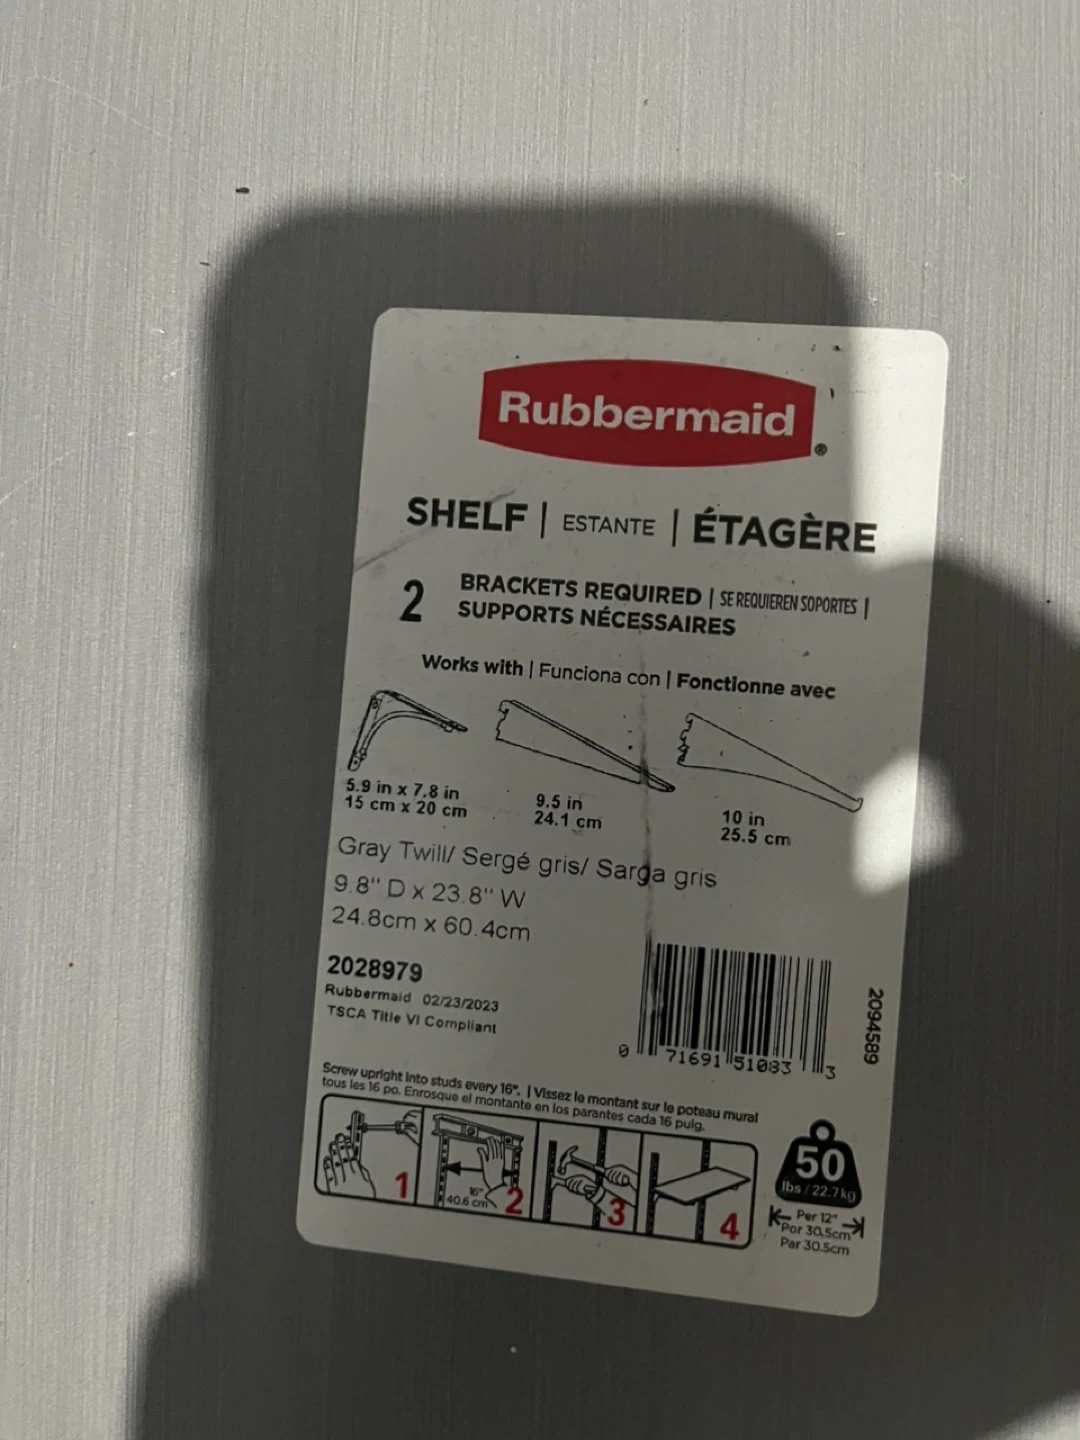 Rubbermaid®
SHELF | ESTANTE | ÉTAGÈRE
2
BRACKETS REQUIRED | SE REQUIEREN SOPORTES |
SUPPORTS NÉCESSAIRES
Works with | Funciona con | Fonctionne avec
5.9 in x 7.8 in
15 cm x 20 cm
9.5 in
24.1 cm
10 in
25.5 cm
Gray Twill/ Sergé gris/ Sarga gris
9.8" D x 23.8" W
24.8cm x 60.4cm
2028979
Rubbermaid 02/23/2023
TSCA Title VI Compliant
0 71691 51083 3
2094589
Screw upright into studs every 16". | Vissez le montant sur le poteau mural
tous les 16 po. Enrosque el montante en los parantes cada 16 pulg.
1
16"
40.6 cm
2
3
4
50
lbs / 22.7kg
Per 12"
Por 30.5cm
Par 30.5cm